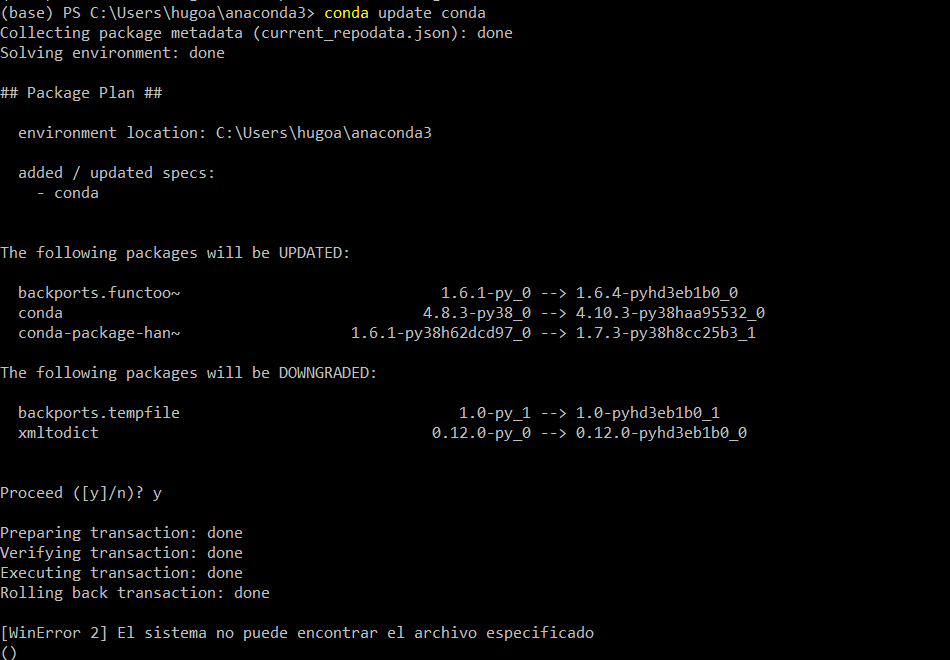 (base) PS C:\Users\hugoa\anaconda3> conda update conda
Collecting package metadata (current_repodata.json): done
Solving environment: done
## Package Plan ##
environment location: C:\Users\hugoa\anaconda3
added / updated specs:
- conda
The following packages will be UPDATED:
backports.functoo~ 1.6.1-py_0 --> 1.6.4-pyhd3eb1b0_0
conda 4.8.3-py38_0 --> 4.10.3-py38haa95532_0
conda-package-han~ 1.6.1-py38h62dcd97_0 --> 1.7.3-py38h8cc25b3_1
The following packages will be DOWNGRADED:
backports.tempfile 1.0-py_1 --> 1.0-pyhd3eb1b0_1
xmltodict 0.12.0-py_0 --> 0.12.0-pyhd3eb1b0_0
Proceed ([y]/n)? y
Preparing transaction: done
Verifying transaction: done
Executing transaction: done
Rolling back transaction: done
[WinError 2] El sistema no puede encontrar el archivo especificado
()